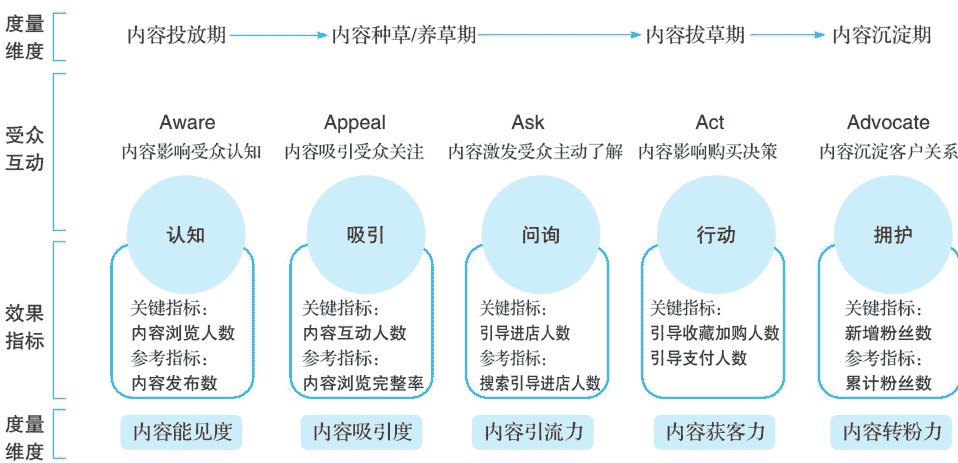 度量
维度
内容投放期
内容种草/养草期
内容拔草期
内容沉淀期
受众
互动
Aware
Appeal
Ask
Act
Advocate
内容影响受众认知
内容吸引受众关注
内容激发受众主动了解
内容影响购买决策
内容沉淀客户关系
认知
吸引
问询
行动
拥护
效果
指标
关键指标：
内容浏览人数
参考指标：
内容发布数
关键指标：
内容互动人数
参考指标：
内容浏览完整率
关键指标：
引导进店人数
参考指标：
搜索引导进店人数
关键指标：
引导收藏加购人数
引导支付人数
关键指标：
新增粉丝数
参考指标：
累计粉丝数
度量
维度
内容能见度
内容吸引度
内容引流力
内容获客力
内容转粉力